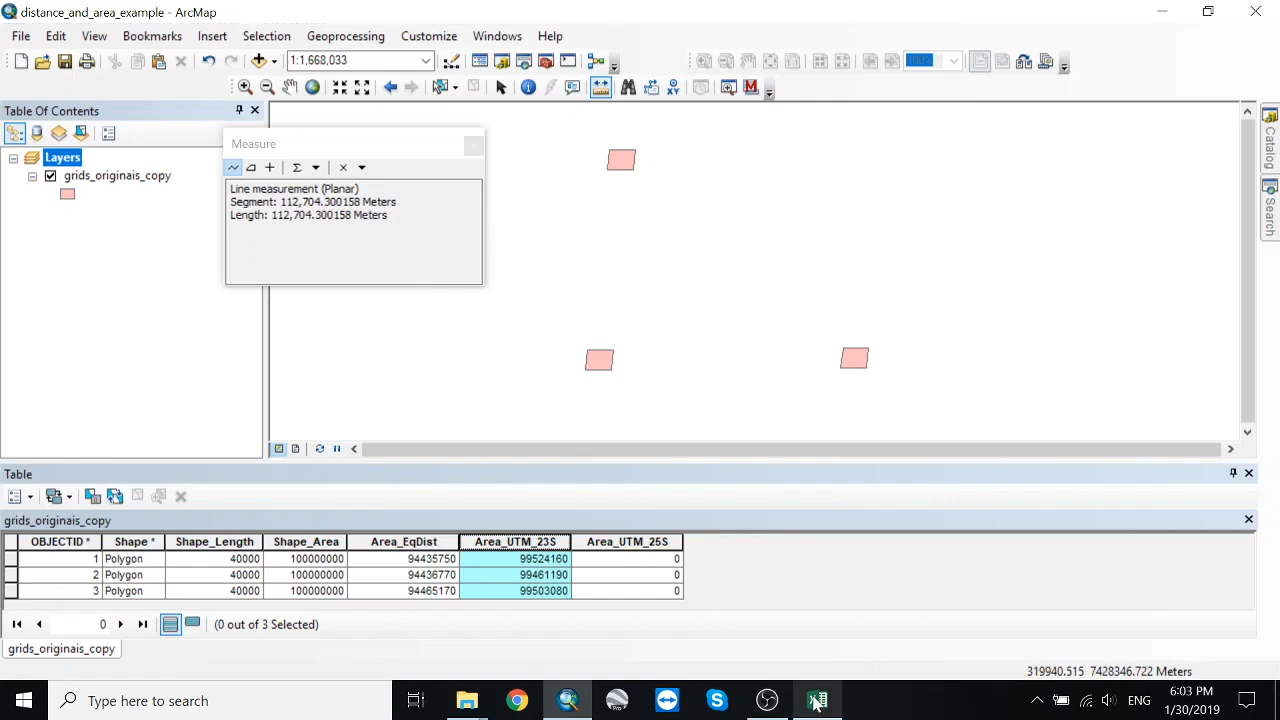 distance_and_area_example - ArcMap
File Edit View Bookmarks Insert Selection Geoprocessing Customize Windows Help
1:1,668,033
Table Of Contents
Layers
grids_originais_copy
Measure
Line measurement (Planar)
Segment: 112,704.300158 Meters
Length: 112,704.300158 Meters
Catalog
Search
Table
grids_originais_copy
OBJECTID * Shape * Shape_Length Shape_Area Area_EqDist Area_UTM_23S Area_UTM_25S
1 Polygon 40000 100000000 94435750 99524160 0
2 Polygon 40000 100000000 94436770 99461190 0
3 Polygon 40000 100000000 94465170 99503080 0
0 (0 out of 3 Selected)
grids_originais_copy
319940.515 7428346.722 Meters
Type here to search
ENG
6:03 PM
1/30/2019